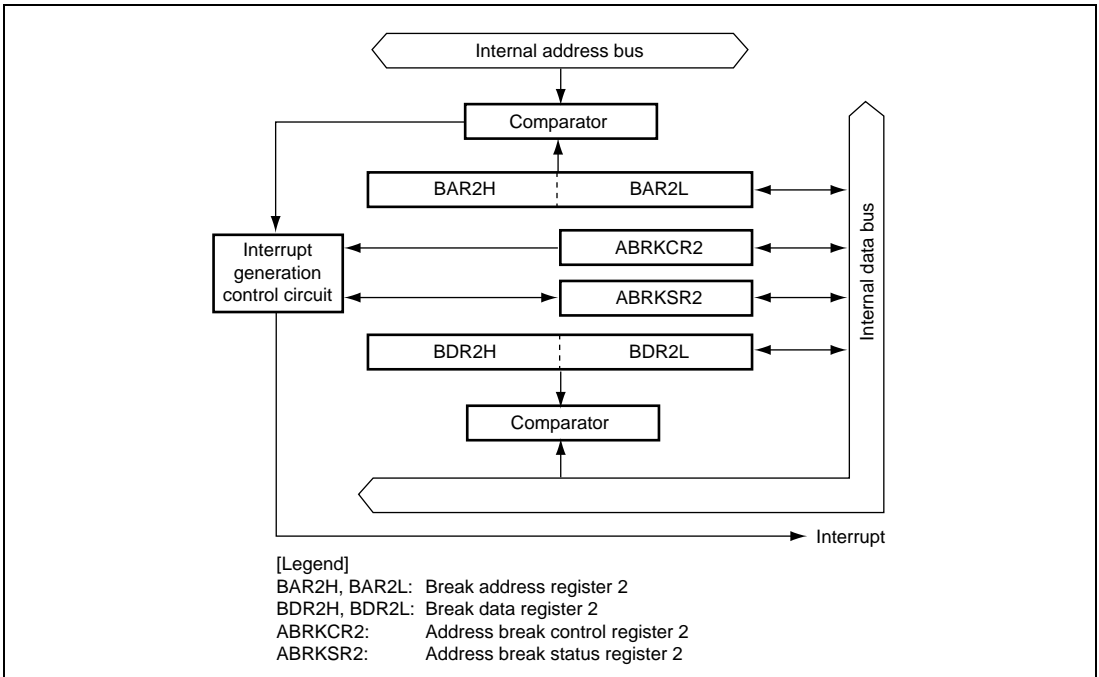 Internal address bus
Comparator
BAR2H BAR2L
Internal data bus
Interrupt
generation
control circuit
ABRKCR2
ABRKSR2
BDR2H BDR2L
Comparator
Interrupt
[Legend]
BAR2H, BAR2L: Break address register 2
BDR2H, BDR2L: Break data register 2
ABRKCR2: Address break control register 2
ABRKSR2: Address break status register 2